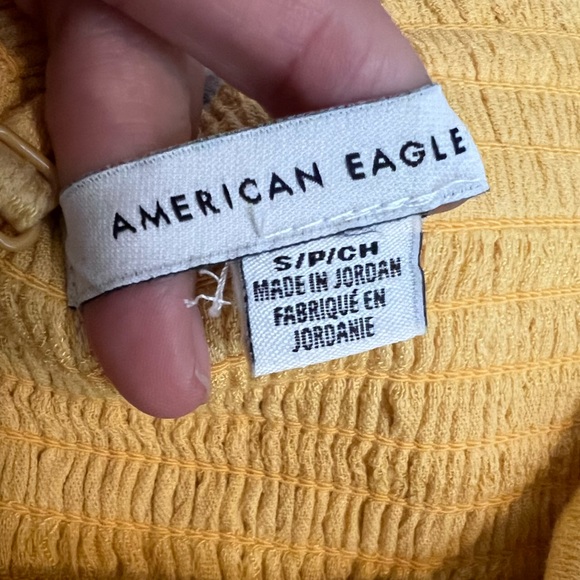 AMERICAN EAGLE
S/P/CH
MADE IN JORDAN
FABRIQUÉ EN
JORDANIE